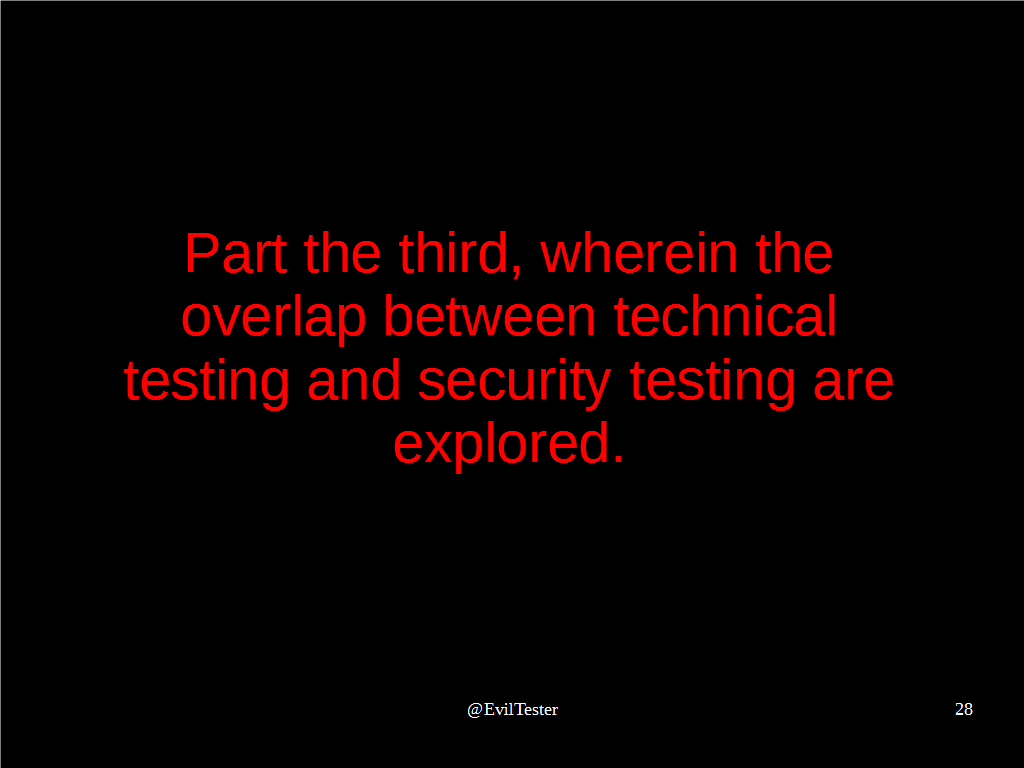 Part the third, wherein the
overlap between technical
testing and security testing are
explored.
@EvilTester
28